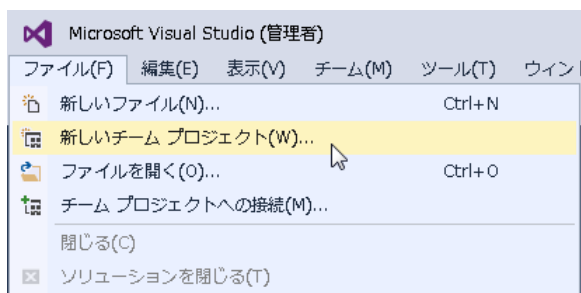 Microsoft Visual Studio (管理者)
ファイル(F) 編集(E) 表示(V) チーム(M) ツール(T) ウィン
新しいファイル(N)... Ctrl+N
新しいチーム プロジェクト(W)...
ファイルを開く(O)... Ctrl+O
チーム プロジェクトへの接続(M)...
閉じる(C)
ソリューションを閉じる(T)